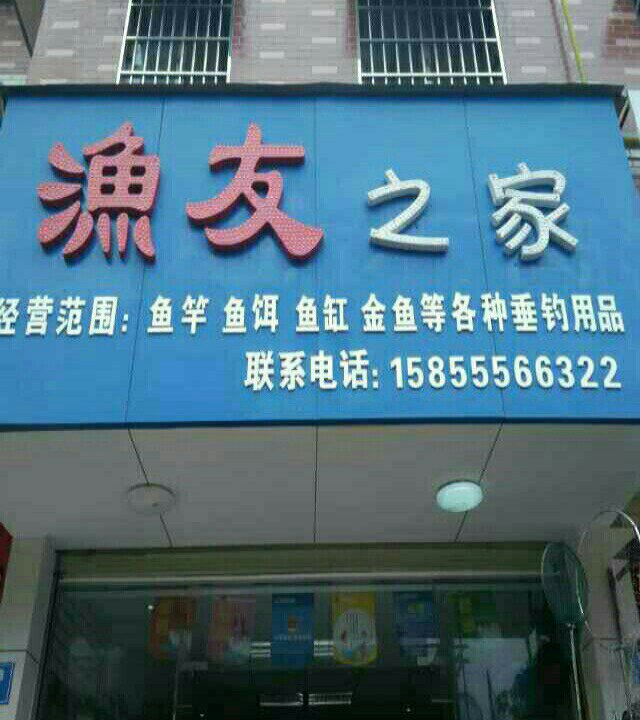 渔友之家
经营范围：鱼竿 鱼饵 鱼缸 金鱼等各种垂钓用品
联系电话：15855566322